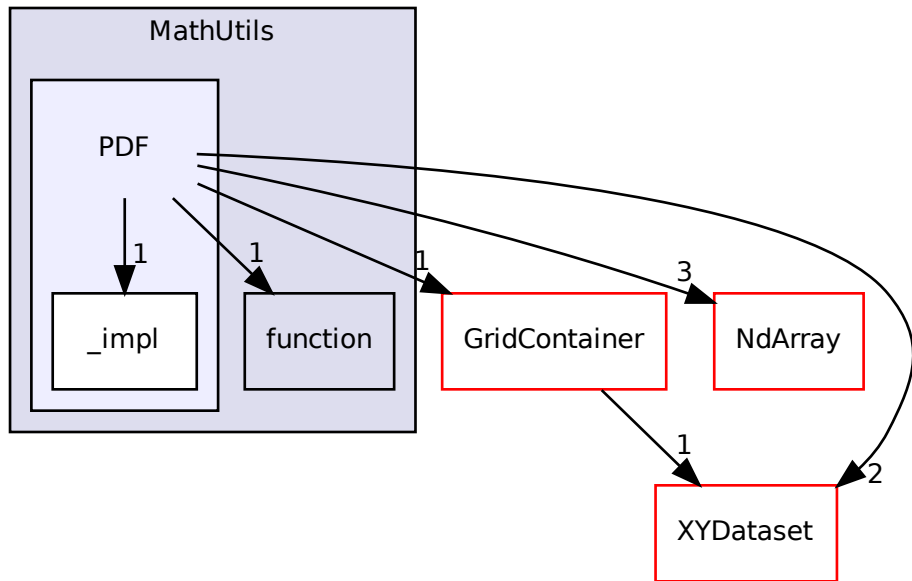 MathUtils
PDF
1
1
1
3
_impl
function
GridContainer
NdArray
1
2
XYDataset